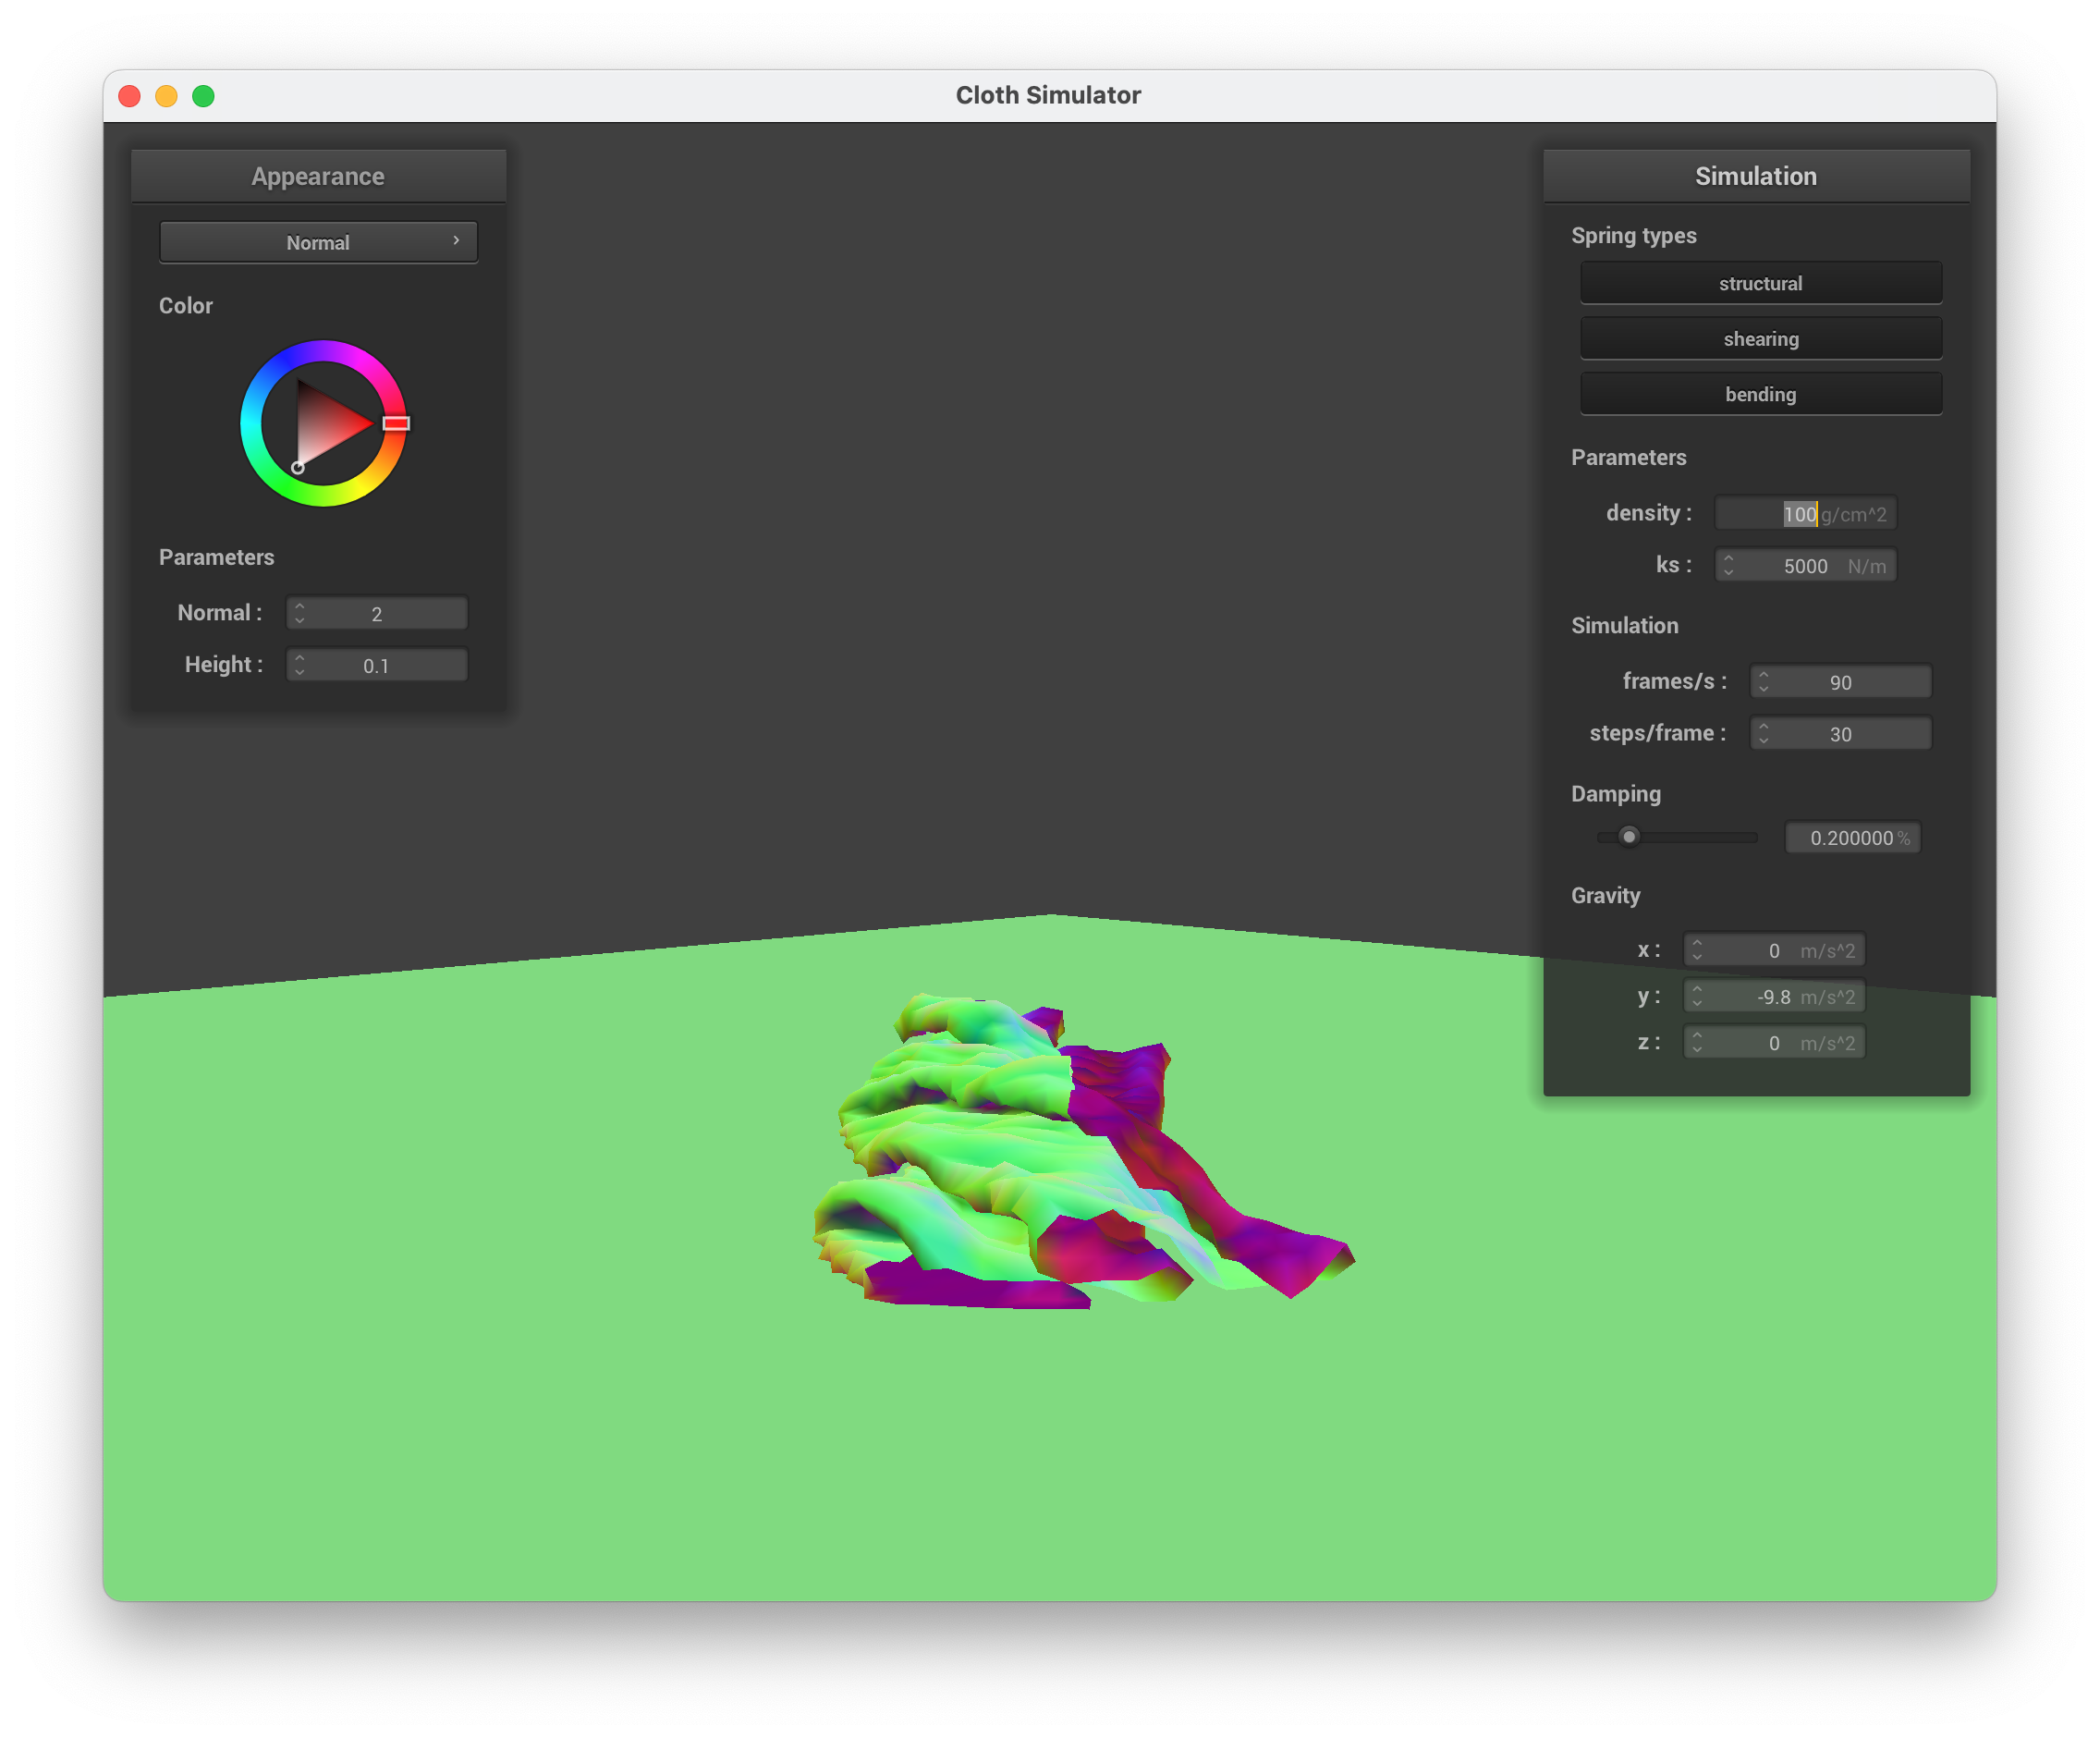 Cloth Simulator
Appearance
Normal
Color
Parameters
Normal : 2
Height : 0.1
Simulation
Spring types
structural
shearing
bending
Parameters
density : 100 g/cm^2
ks : 5000 N/m
Simulation
frames/s : 90
steps/frame : 30
Damping
0.200000 %
Gravity
x : 0 m/s^2
y : -9.8 m/s^2
z : 0 m/s^2